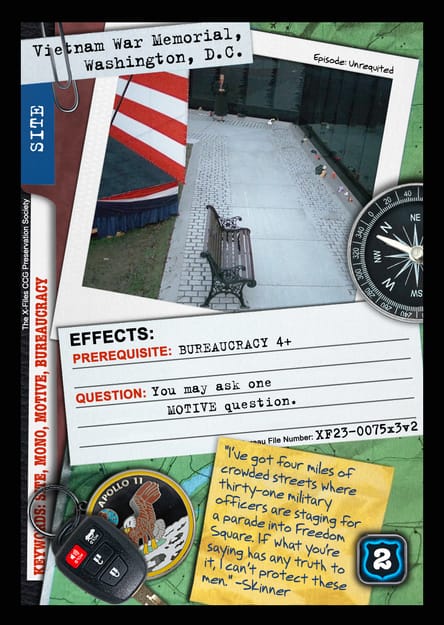 Vietnam War Memorial,
Washington, D.C.
Episode: Unrequited
SITE
The X-Files CCG Preservation Society
KEYWORDS: SITE, MONO, MOTIVE, BUREAUCRACY
NE
N
NW
W
WS
EFFECTS:
PREREQUISITE: BUREAUCRACY 4+
QUESTION: You may ask one
MOTIVE question.
File Number: XF23-0075x3v2
APOLLO 11
"I've got four miles of
crowded streets where
thirty-one military
officers are staging for
a parade into Freedom
Square. If what you're
saying has any truth to
it, I can't protect these
men." -Skinner
2